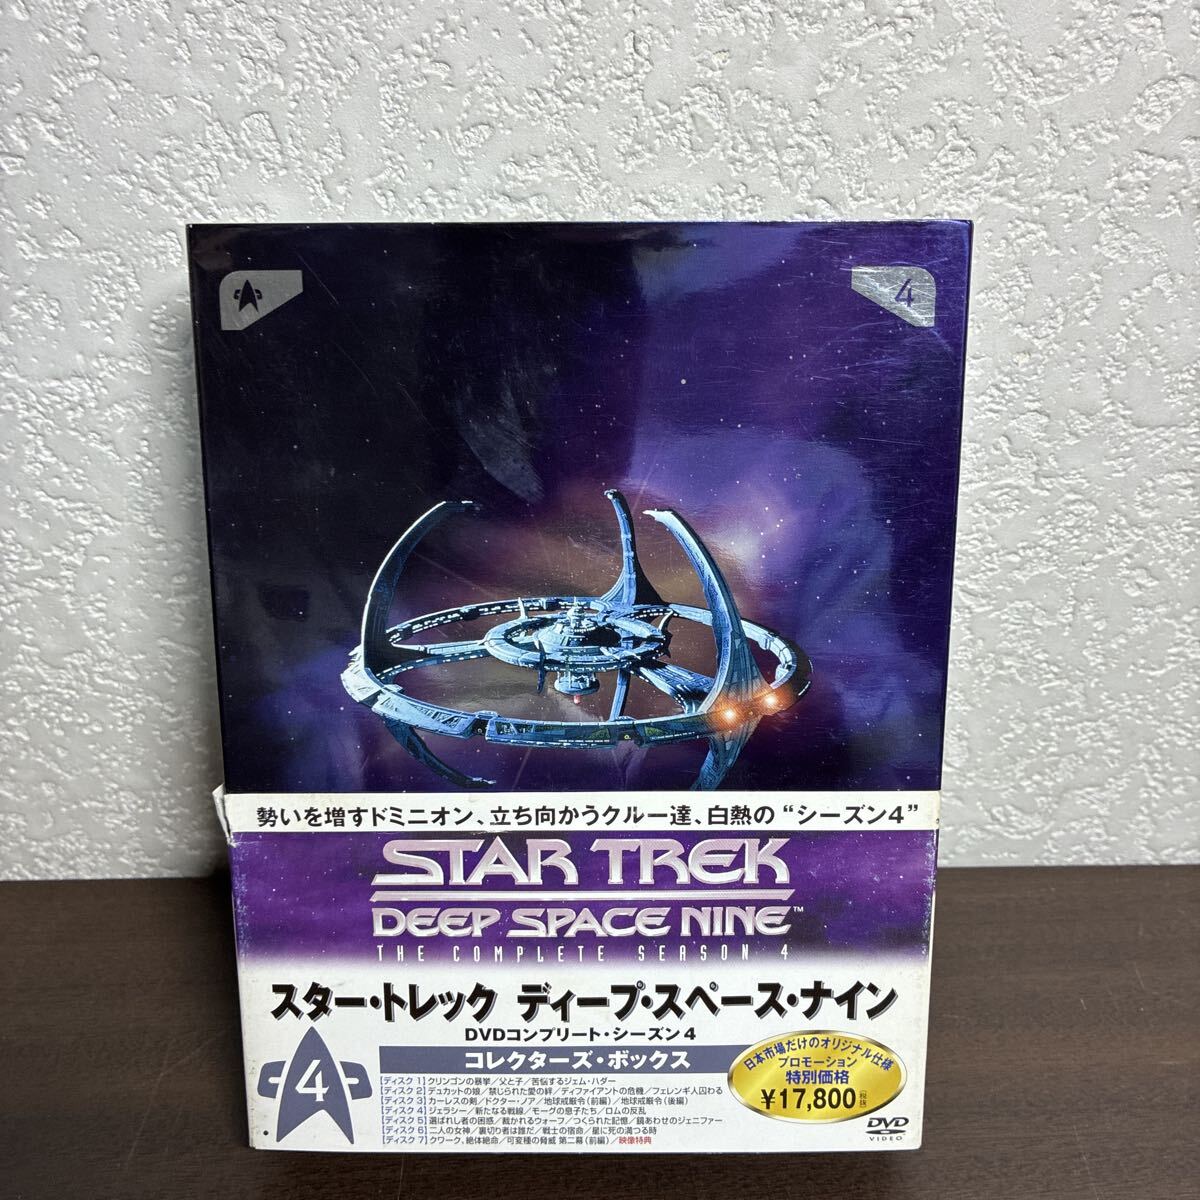 4
勢いを増すドミニオン、立ち向かうクルー達、白熱の“シーズン4”
STAR TREK
DEEP SPACE NINE™
THE COMPLETE SEASON 4
スター・トレック ディープ・スペース・ナイン
DVDコンプリート・シーズン4
コレクターズ・ボックス
4
[ディスク 1] クリンゴンの暴挙/父と子/苦悩するジェム・ハダー
[ディスク 2] デュカットの娘/禁じられた愛の絆/ディファイアントの危機/フェレンギ人囚わる
[ディスク 3] カーレスの剣/ドクター・ノア/地球戒厳令(前編)/地球戒厳令(後編)
[ディスク 4] ジェラシー/新たなる戦線/モーグの息子たち/ロムの反乱
[ディスク 5] 選ばれし者の困惑/裁かれるウォーフ/つくられた記憶/鏡あわせのジェニファー
[ディスク 6] 二人の女神/裏切り者は誰だ/戦士の宿命/星に死の満つる時
[ディスク 7] クワーク、絶体絶命/可変種の脅威 第二幕(前編)/映像特典
日本市場だけのオリジナル仕様
プロモーション
特別価格
¥17,800(税抜)
DVD
VIDEO